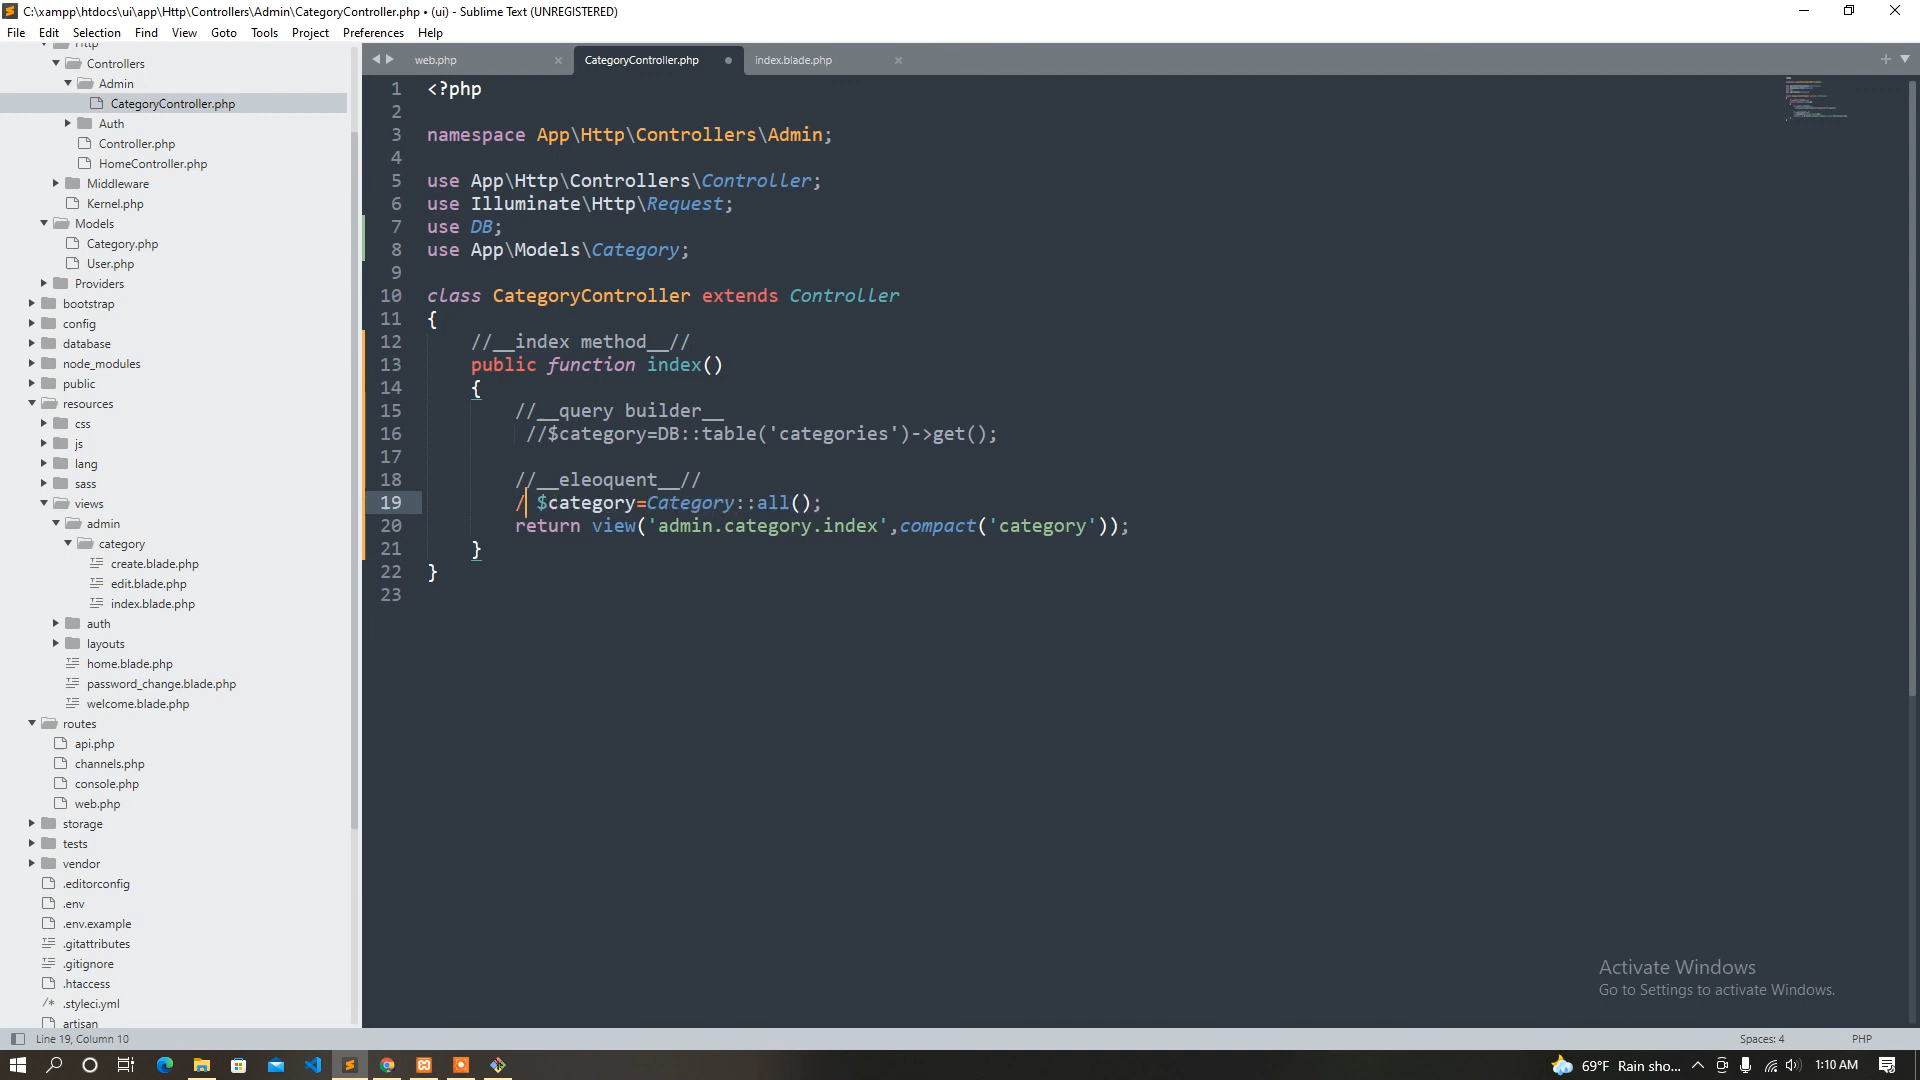 C:\xampp\htdocs\ui\app\Http\Controllers\Admin\CategoryController.php • (ui) - Sublime Text (UNREGISTERED)
File Edit Selection Find View Goto Tools Project Preferences Help
Http
Controllers
Admin
CategoryController.php
Auth
Controller.php
HomeController.php
Middleware
Kernel.php
Models
Category.php
User.php
Providers
bootstrap
config
database
node_modules
public
resources
css
js
lang
sass
views
admin
category
create.blade.php
edit.blade.php
index.blade.php
auth
layouts
home.blade.php
password_change.blade.php
welcome.blade.php
routes
api.php
channels.php
console.php
web.php
storage
tests
vendor
.editorconfig
.env
.env.example
.gitattributes
.gitignore
.htaccess
/* .styleci.yml
artisan
web.php CategoryController.php index.blade.php
1 <?php
2
3 namespace App\Http\Controllers\Admin;
4
5 use App\Http\Controllers\Controller;
6 use Illuminate\Http\Request;
7 use DB;
8 use App\Models\Category;
9
10 class CategoryController extends Controller
11 {
12 //__index method__//
13 public function index()
14 {
15 //__query builder__
16 //$category=DB::table('categories')->get();
17
18 //__eleoquent__//
19 / $category=Category::all();
20 return view('admin.category.index',compact('category'));
21 }
22 }
23
Activate Windows
Go to Settings to activate Windows.
Line 19, Column 10 Spaces: 4 PHP
69°F Rain sho... 1:10 AM